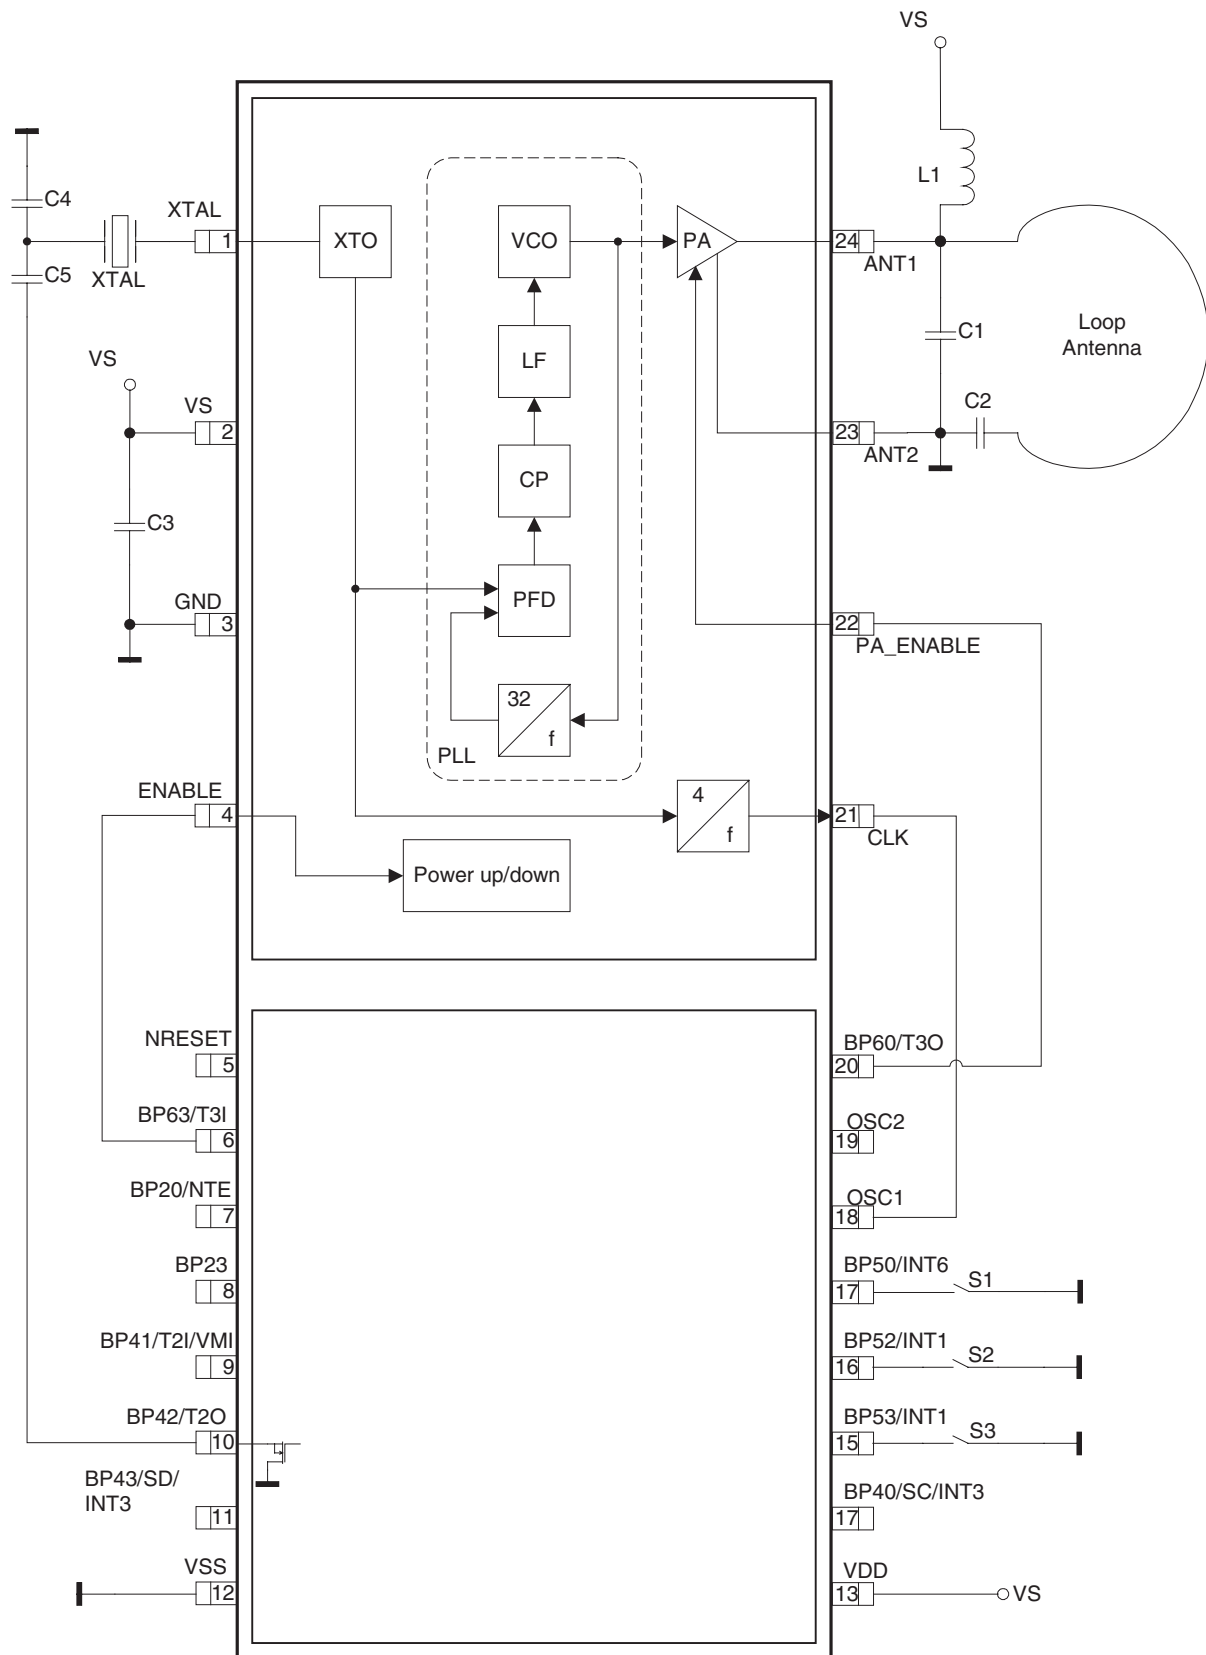 VS
C4
XTAL
1
C5
XTAL
XTO
VCO
PA
24
ANT1
L1
C1
Loop
Antenna
VS
VS
2
LF
CP
23
ANT2
C2
C3
GND
3
PFD
22
PA_ENABLE
32
f
PLL
ENABLE
4
4
f
21
CLK
Power up/down
NRESET
5
BP60/T3O
20
BP63/T3I
6
OSC2
19
BP20/NTE
7
OSC1
18
BP23
8
BP50/INT6
17
S1
BP41/T2I/VMI
9
BP52/INT1
16
S2
BP42/T2O
10
BP53/INT1
15
S3
BP43/SD/
INT3
11
BP40/SC/INT3
17
VSS
12
VDD
13
VS